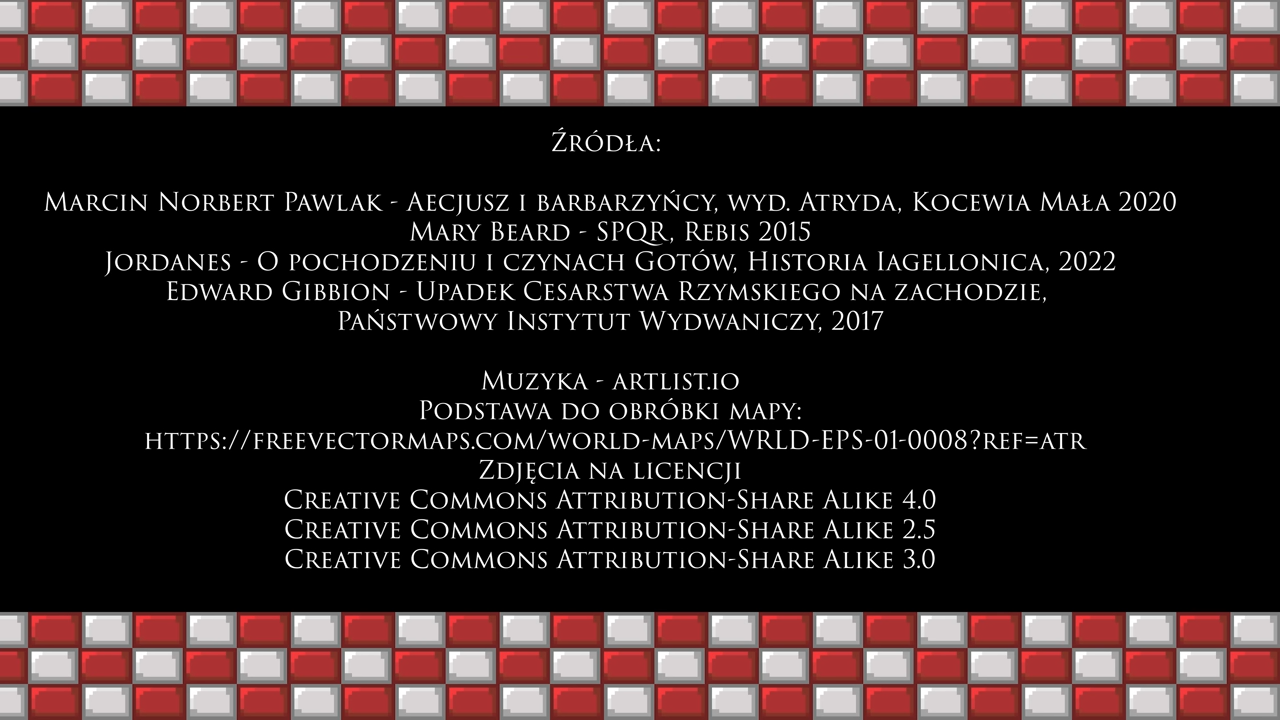 Źródła:
Marcin Norbert Pawlak - Aecjusz i barbarzyńcy, wyd. Atryda, Kocewia Mała 2020
Mary Beard - SPQR, Rebis 2015
Jordanes - O pochodzeniu i czynach Gotów, Historia Iagellonica, 2022
Edward Gibbion - Upadek Cesarstwa Rzymskiego na zachodzie,
Państwowy Instytut Wydwaniczy, 2017
Muzyka - artlist.io
Podstawa do obróbki mapy:
https://freevectormaps.com/world-maps/WRLD-EPS-01-0008?ref=atr
Zdjęcia na licencji
Creative Commons Attribution-Share Alike 4.0
Creative Commons Attribution-Share Alike 2.5
Creative Commons Attribution-Share Alike 3.0